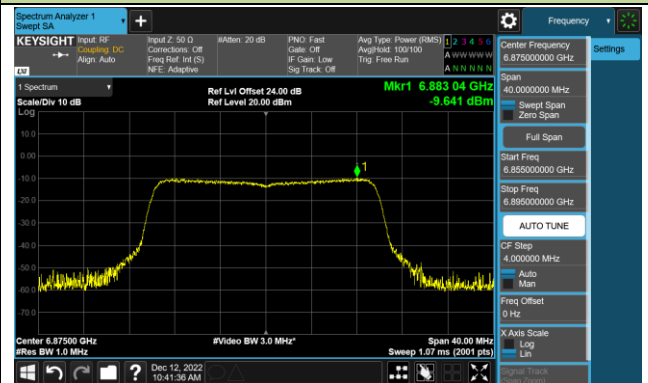 Spectrum Analyzer 1
Swept SA
+
Frequency
KEYSIGHT
Input: RF
Coupling: DC
Align: Auto
Input Z: 50 Ω
Corrections: Off
Freq Ref: Int (S)
NFE: Adaptive
#Atten: 20 dB
PNO: Fast
Gate: Off
IF Gain: Low
Sig Track: Off
Avg Type: Power (RMS)
Avg|Hold: 100/100
Trig: Free Run
1 2 3 4 5 6
A W W W W W
A N N N N N
LXI
1 Spectrum
Scale/Div 10 dB
Log
Ref Lvl Offset 24.00 dB
Ref Level 20.00 dBm
Mkr1 6.883 04 GHz
-9.641 dBm
1
10.0
0.00
-10.0
-20.0
-30.0
-40.0
-50.0
-60.0
-70.0
Center 6.87500 GHz
#Res BW 1.0 MHz
#Video BW 3.0 MHz*
Span 40.00 MHz
Sweep 1.07 ms (2001 pts)
Dec 12, 2022
10:41:36 AM
?
Center Frequency
6.875000000 GHz
Span
40.0000000 MHz
Swept Span
Zero Span
Full Span
Start Freq
6.855000000 GHz
Stop Freq
6.895000000 GHz
AUTO TUNE
CF Step
4.000000 MHz
Auto
Man
Freq Offset
0 Hz
X Axis Scale
Log
Lin
Signal Track
Settings